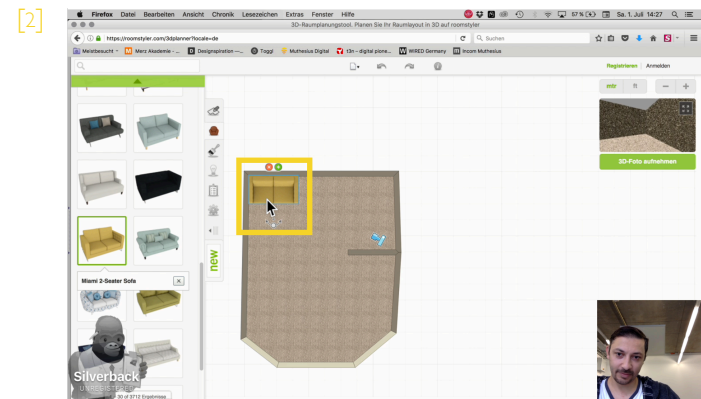 [2]
Firefox Datei Bearbeiten Ansicht Chronik Lesezeichen Extras Fenster Hilfe 57 % Sa. 1. Juli 14:27
3D-Raumplanungstool. Planen Sie Ihr Raumlayout in 3D auf roomstyler
https://roomstyler.com/3dplanner?locale=de
Suchen
Meistbesucht Merz Akademie - ... Designspiration —... Toggl Muthesius Digital t3n – digital pione... WIRED Germany Incom Muthesius
Registrieren Anmelden
mtr ft − +
3D-Foto aufnehmen
new
Miami 2-Seater Sofa x
Silverback
UNREGISTERED
- 30 of 3712 Ergebnisse